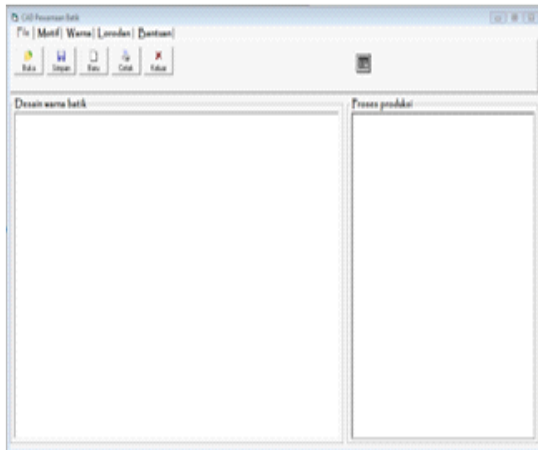 CAD Pewarnaan Batik
File Motif Warna Lorodan Bantuan
Buka Simpan Baru Cetak Keluar
Desain warna batik Proses produksi